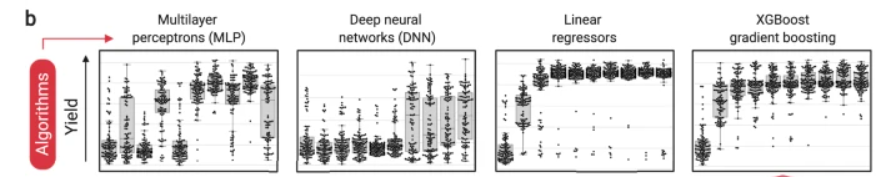 b
Multilayer
perceptrons (MLP)
Deep neural
networks (DNN)
Linear
regressors
XGBoost
gradient boosting
Algorithms
Yield